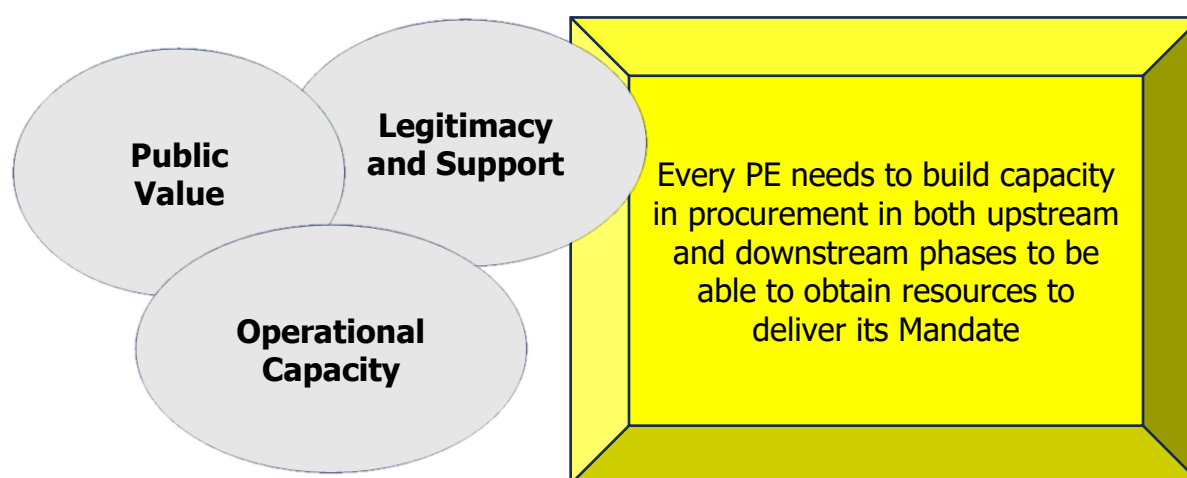 Public
Value
Legitimacy
and Support
Operational
Capacity
Every PE needs to build capacity
in procurement in both upstream
and downstream phases to be
able to obtain resources to
deliver its Mandate